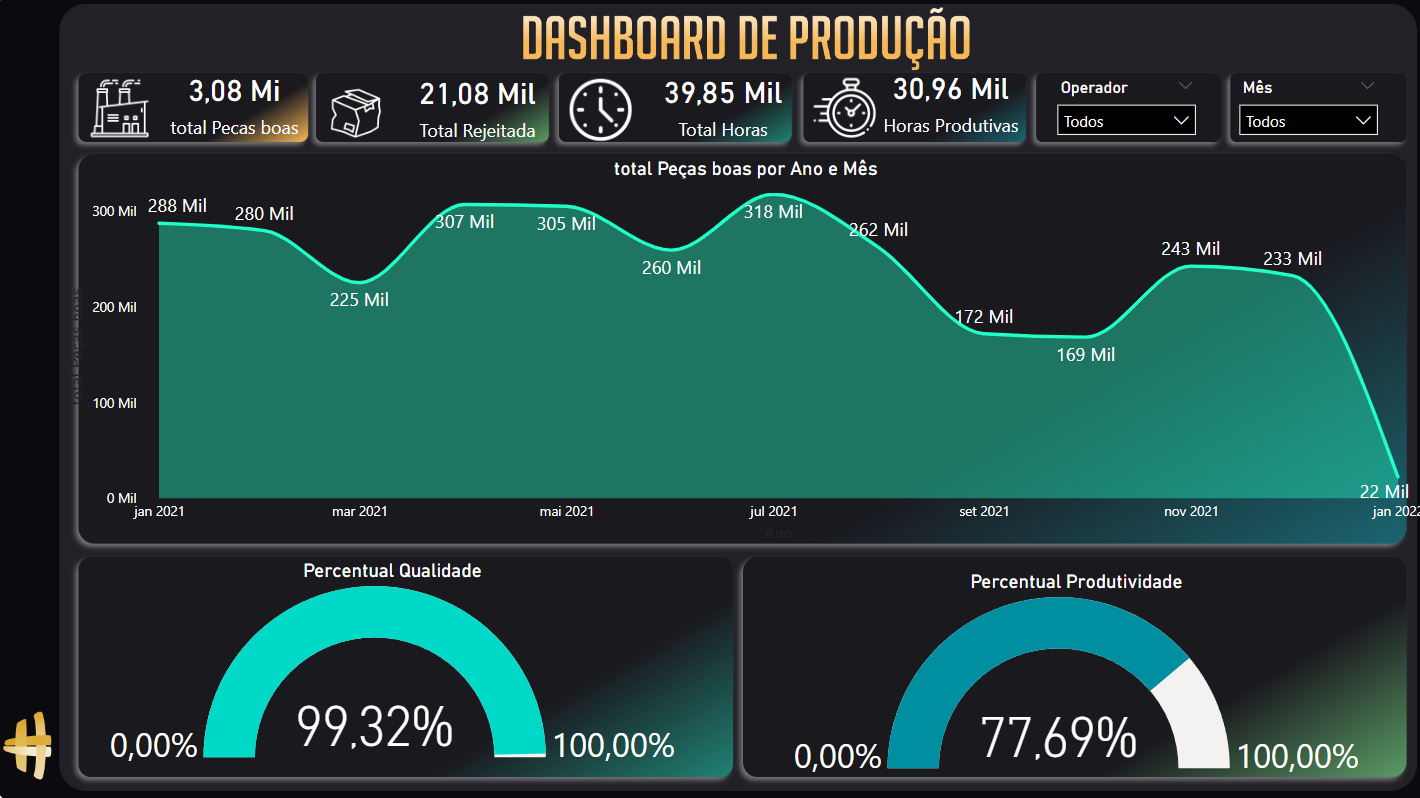 DASHBOARD DE PRODUÇÃO
3,08 Mi
total Pecas boas
21,08 Mil
Total Rejeitada
39,85 Mil
Total Horas
30,96 Mil
Horas Produtivas
Operador
Todos
Mês
Todos
total Peças boas por Ano e Mês
300 Mil
200 Mil
100 Mil
0 Mil
288 Mil
280 Mil
225 Mil
307 Mil
305 Mil
260 Mil
318 Mil
262 Mil
172 Mil
169 Mil
243 Mil
233 Mil
22 Mil
jan 2021
mar 2021
mai 2021
jul 2021
set 2021
nov 2021
jan 2022
Ano
Percentual Qualidade
99,32%
0,00%
100,00%
Percentual Produtividade
77,69%
0,00%
100,00%